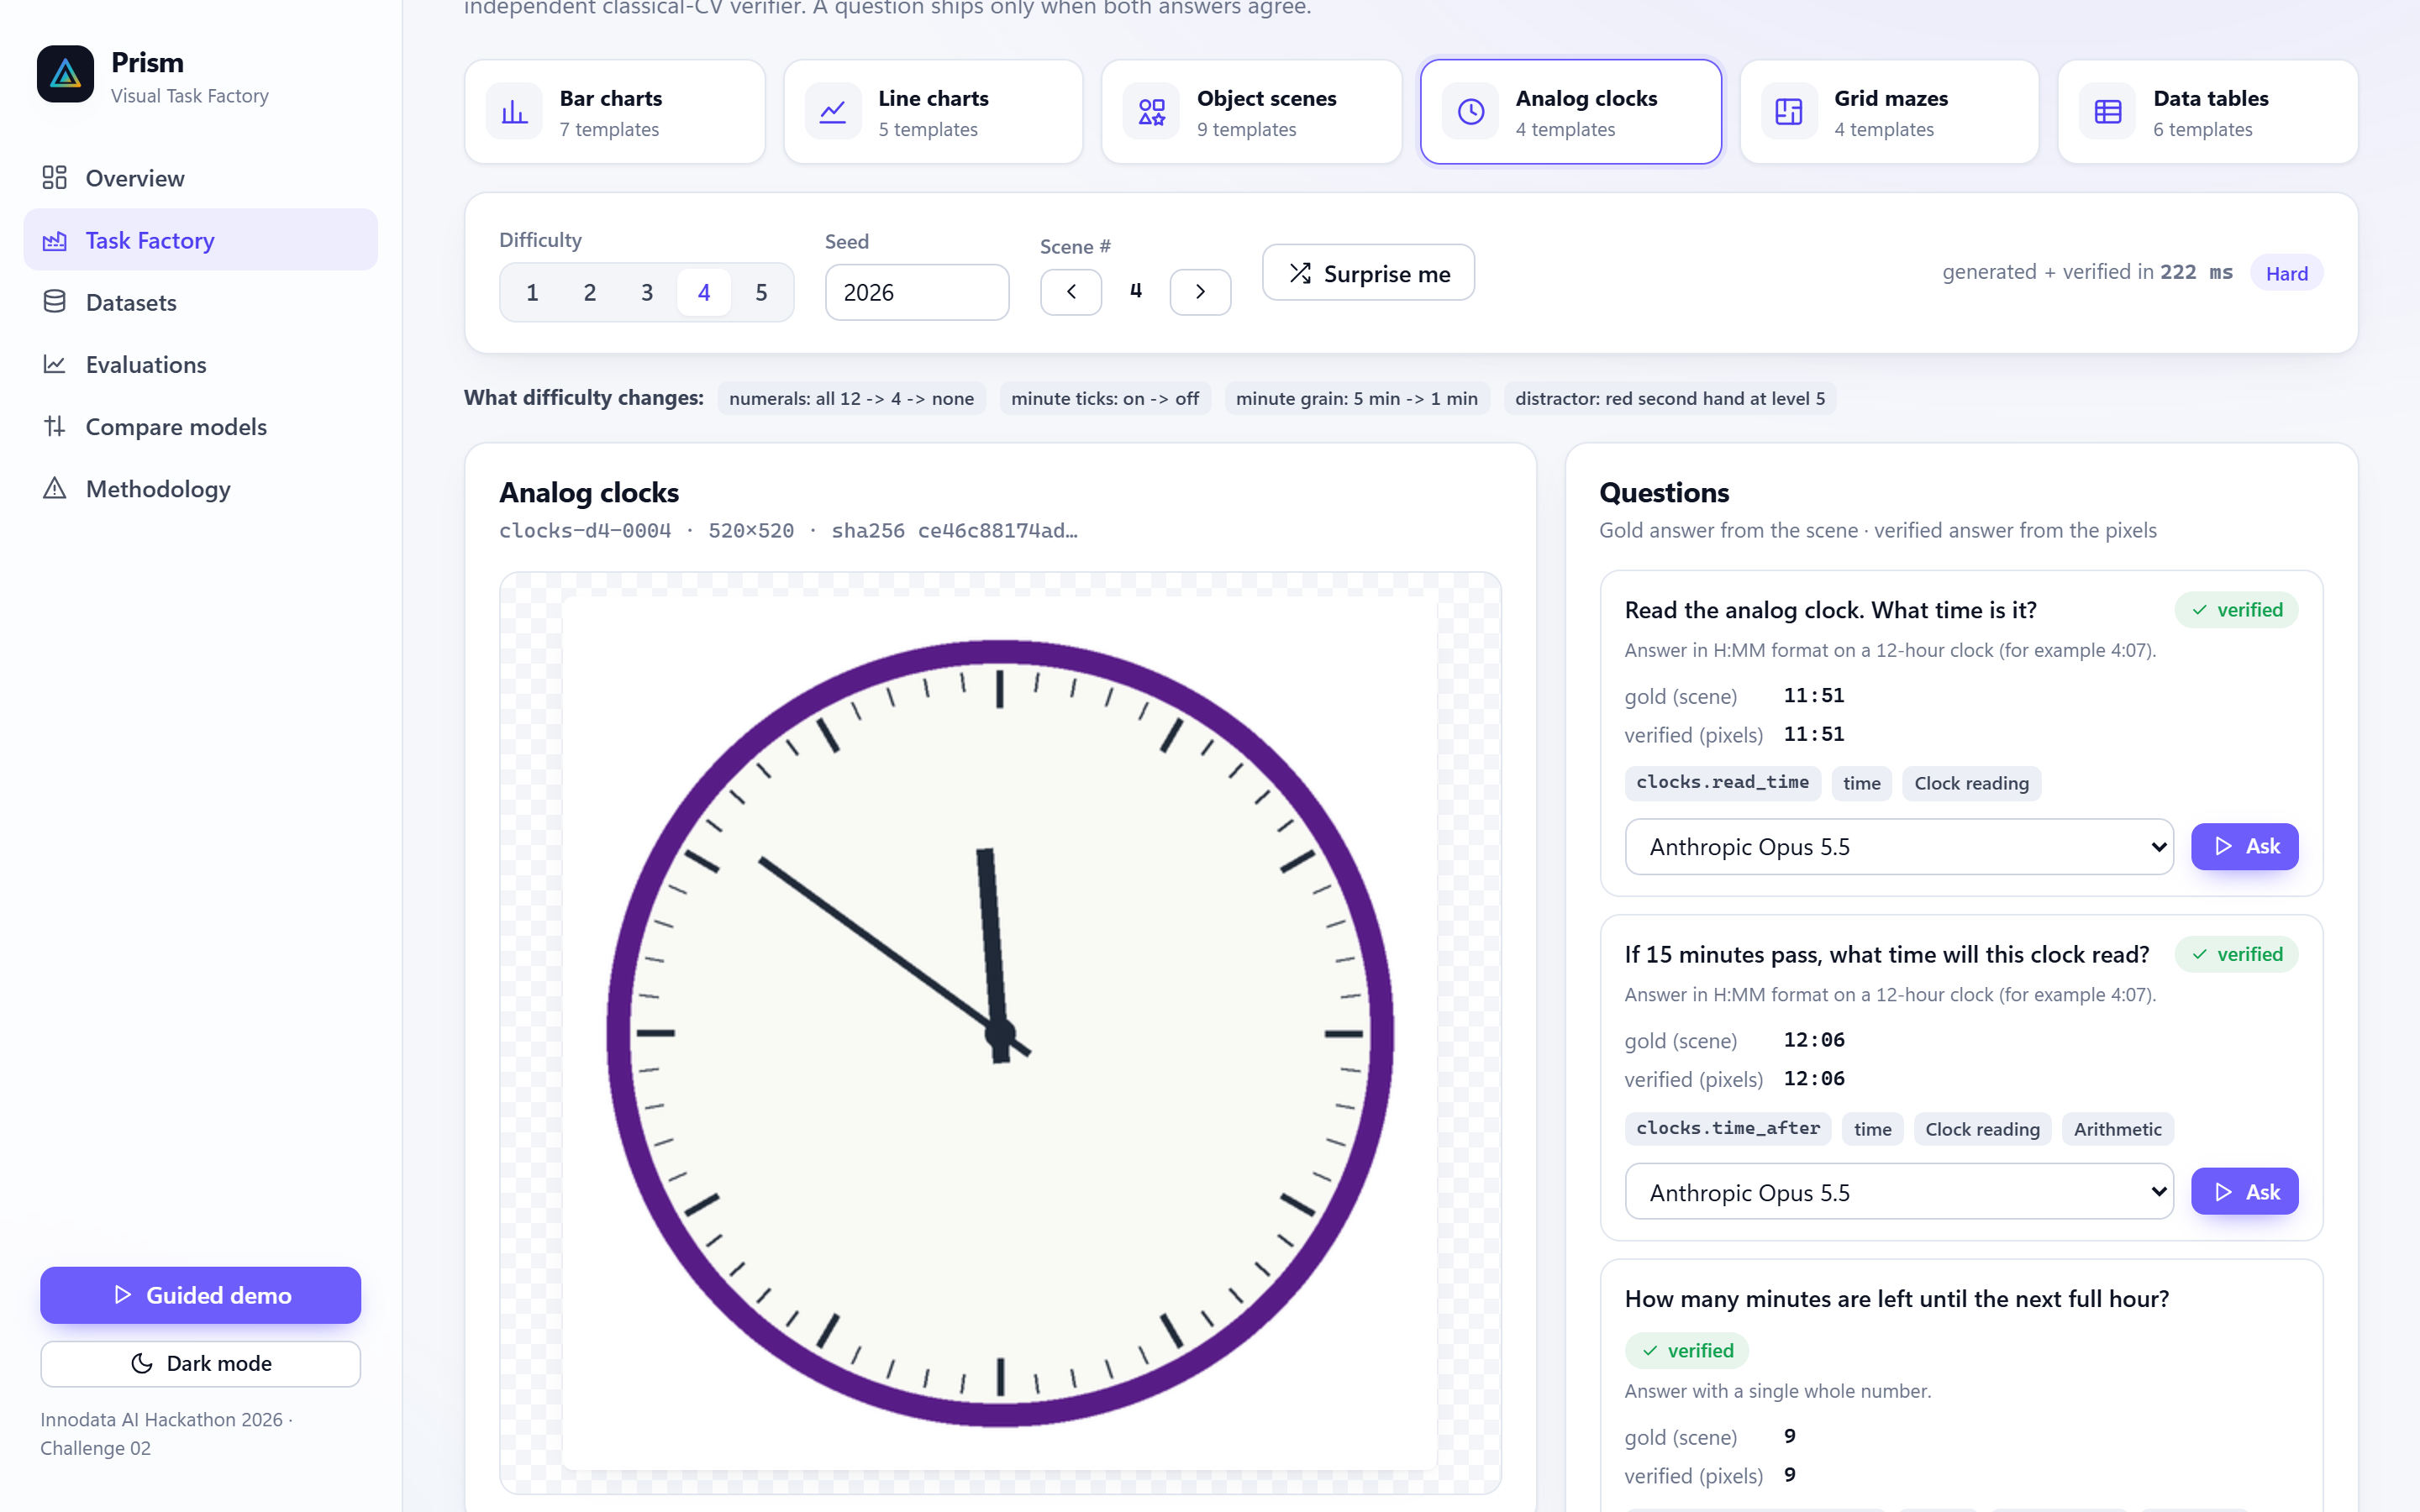 Prism
Visual Task Factory
Overview
Task Factory
Datasets
Evaluations
Compare models
Methodology
Guided demo
Dark mode
Innodata AI Hackathon 2026 ·
Challenge 02
independent classical-CV verifier. A question ships only when both answers agree.
Bar charts
7 templates
Line charts
5 templates
Object scenes
9 templates
Analog clocks
4 templates
Grid mazes
4 templates
Data tables
6 templates
Difficulty
1 2 3 4 5
Seed
2026
Scene #
4
Surprise me
generated + verified in 222 ms
Hard
What difficulty changes: numerals: all 12 -> 4 -> none minute ticks: on -> off minute grain: 5 min -> 1 min distractor: red second hand at level 5
Analog clocks
clocks-d4-0004 · 520×520 · sha256 ce46c88174ad…
Questions
Gold answer from the scene · verified answer from the pixels
Read the analog clock. What time is it?
verified
Answer in H:MM format on a 12-hour clock (for example 4:07).
gold (scene) 11:51
verified (pixels) 11:51
clocks.read_time time Clock reading
Anthropic Opus 5.5
Ask
If 15 minutes pass, what time will this clock read?
verified
Answer in H:MM format on a 12-hour clock (for example 4:07).
gold (scene) 12:06
verified (pixels) 12:06
clocks.time_after time Clock reading Arithmetic
Anthropic Opus 5.5
Ask
How many minutes are left until the next full hour?
verified
Answer with a single whole number.
gold (scene) 9
verified (pixels) 9